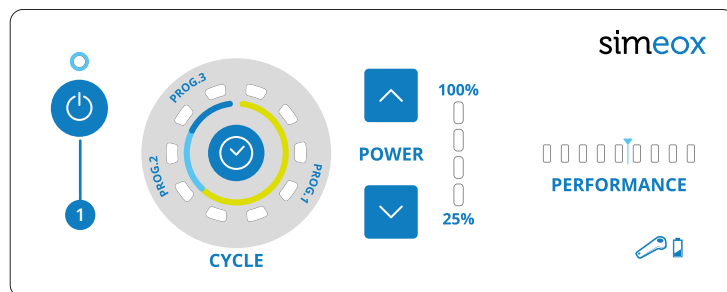 simeox
PROG.3
PROG.2
PROG.1
CYCLE
1
100%
POWER
25%
PERFORMANCE